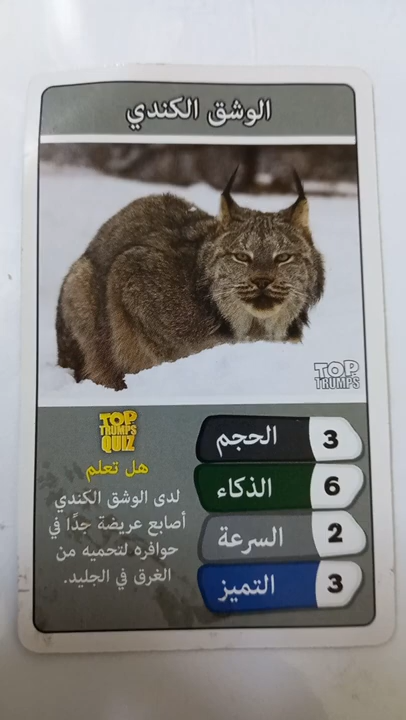 الوشق الكندي
TOP
TRUMPS
TOP
TRUMPS
QUIZ
هل تعلم
لدى الوشق الكندي
أصابع عريضة جدًا في
حوافره لتحميه من
الغرق في الجليد.
الحجم 3
الذكاء 6
السرعة 2
التميز 3